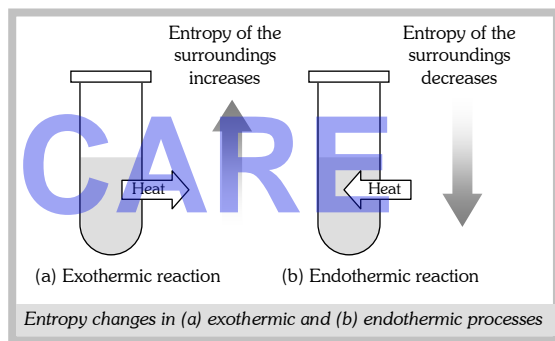 Entropy of the
surroundings
increases
Entropy of the
surroundings
decreases
CARE
Heat
Heat
(a) Exothermic reaction
(b) Endothermic reaction
Entropy changes in (a) exothermic and (b) endothermic processes